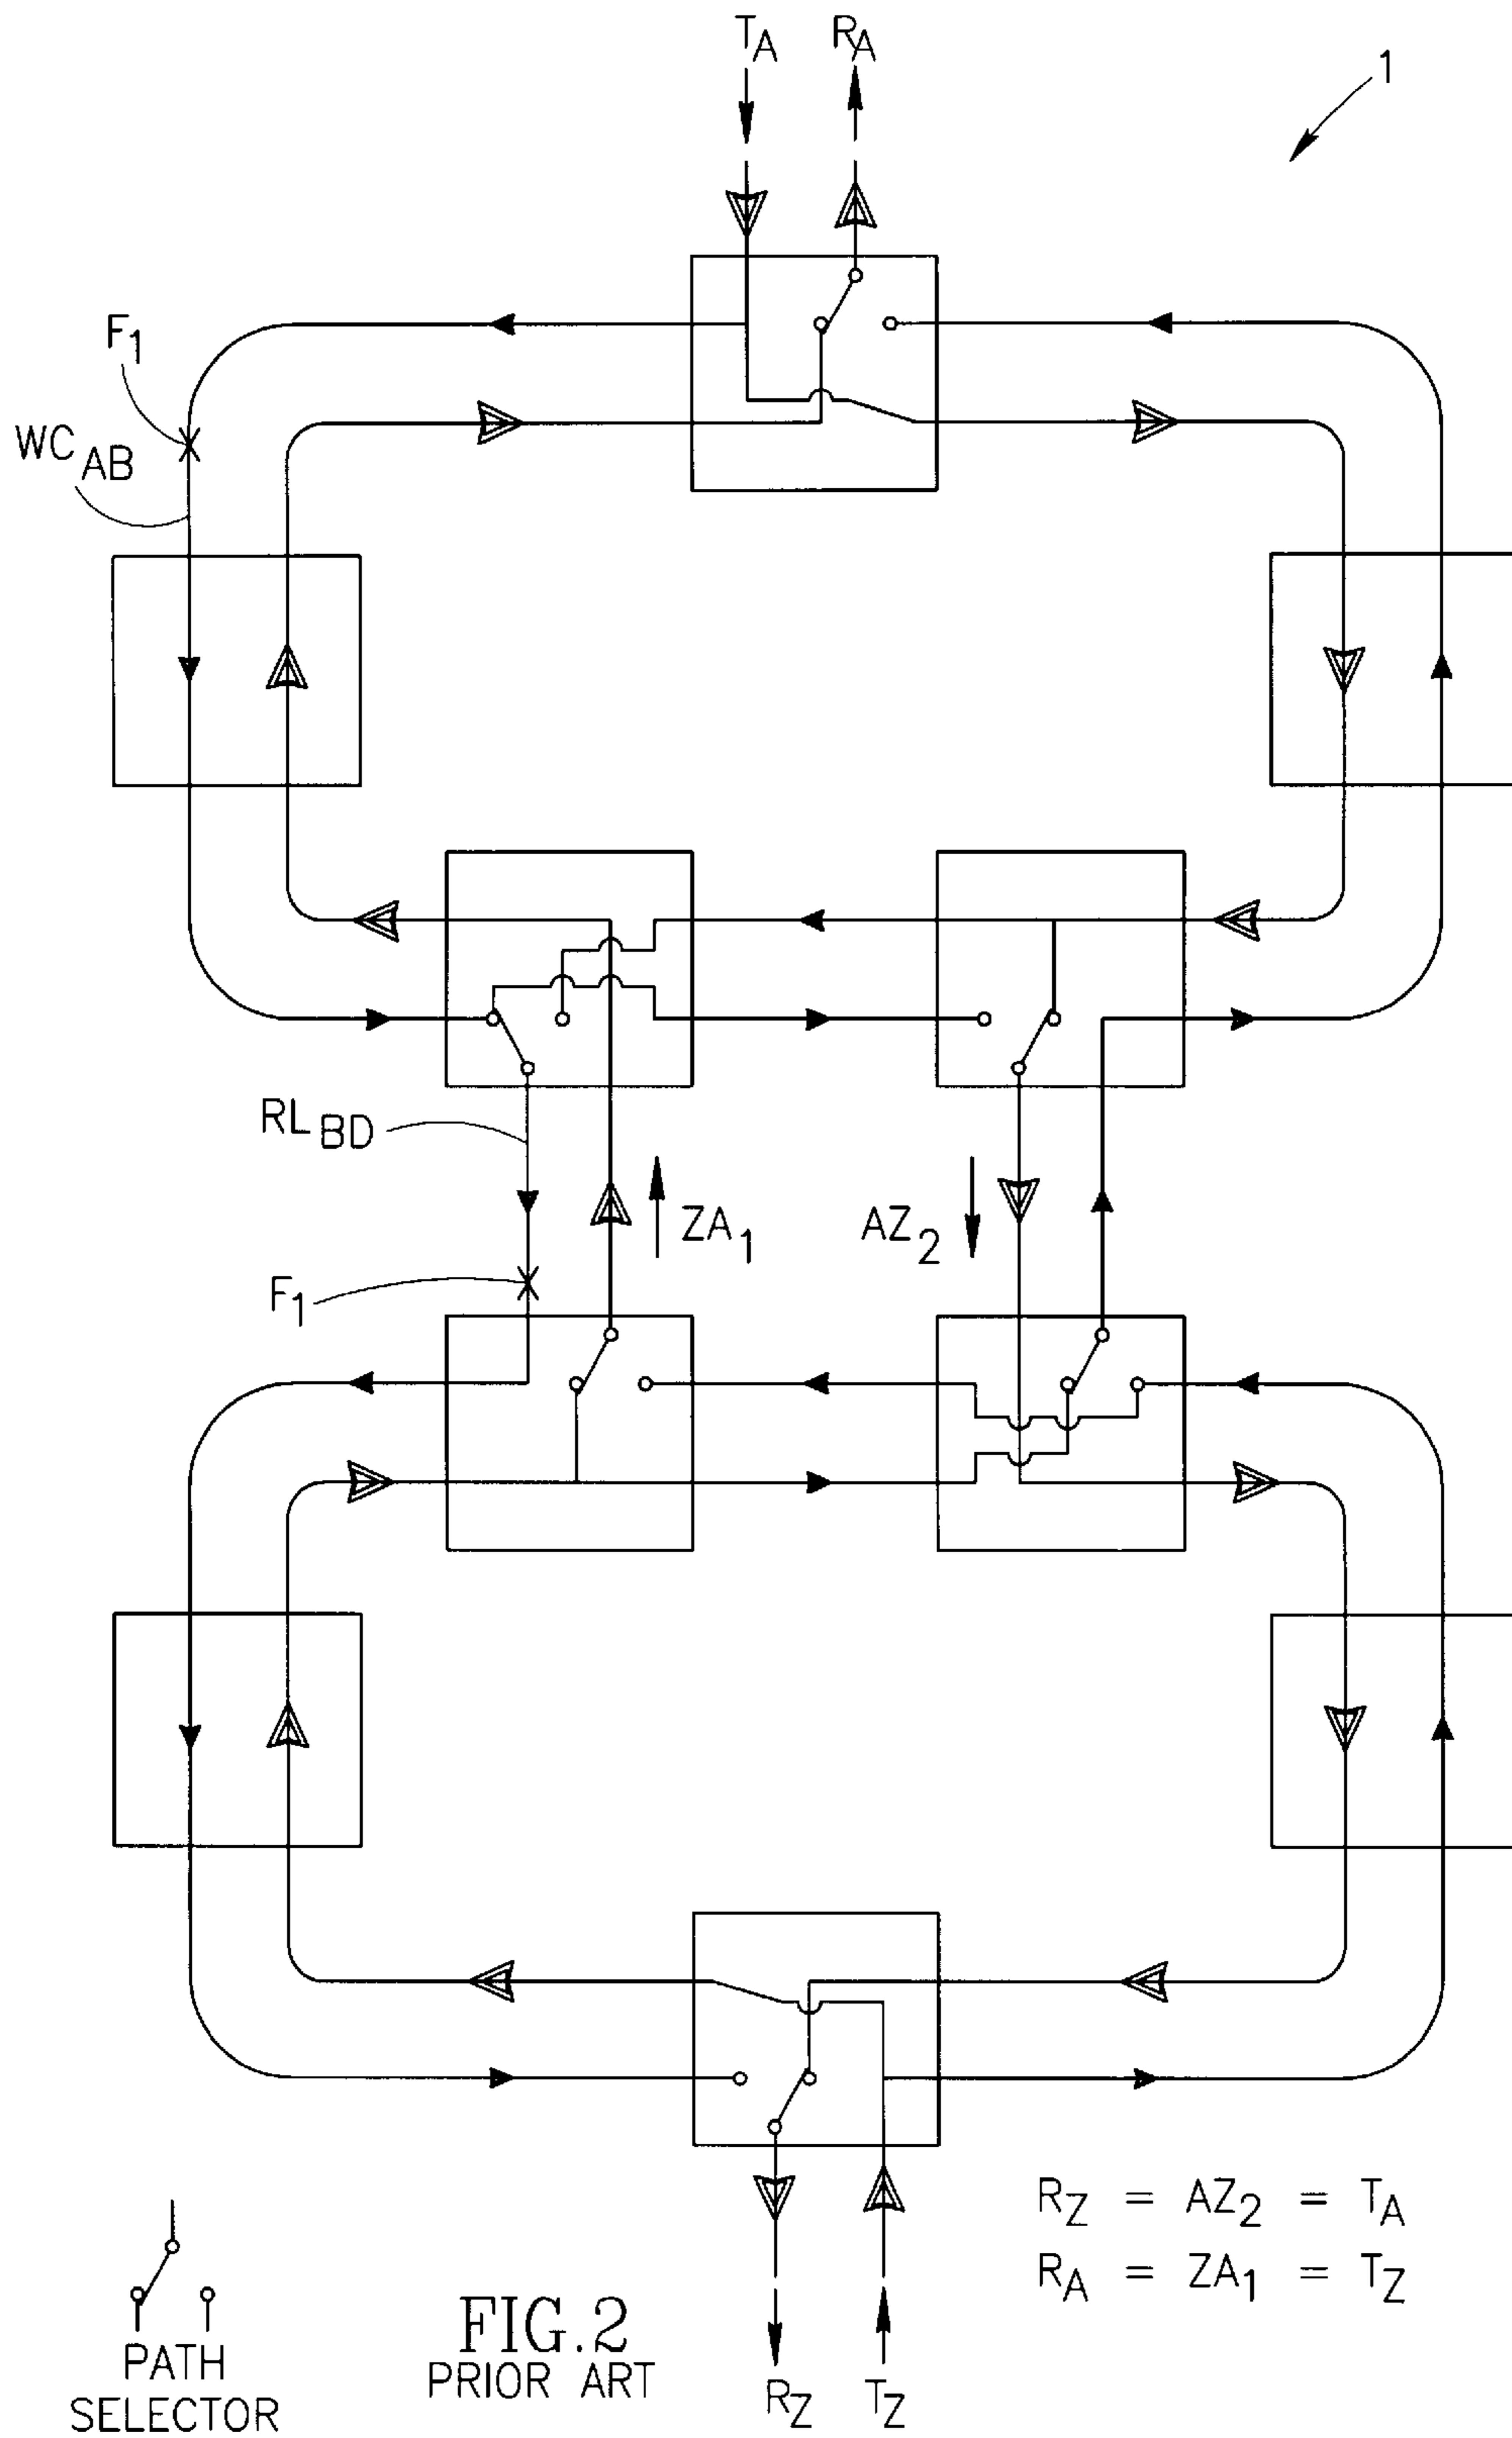 T_A R_A
1
F_1
WC_AB
RL_BD
ZA_1 AZ_2
F_1
R_Z = AZ_2 = T_A
R_A = ZA_1 = T_Z
PATH
SELECTOR
FIG.2
PRIOR ART
R_Z T_Z